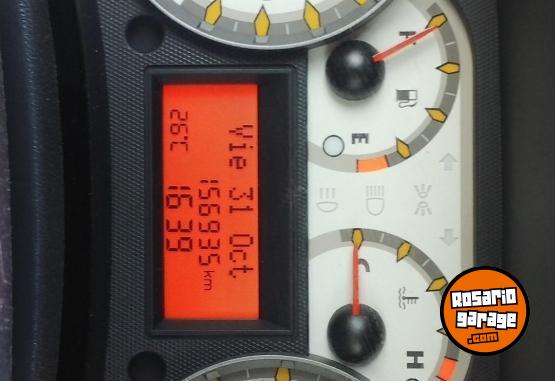 Vie 31 Oct
156935 km
26°C 16:39
F
E
C
H
Rosario
garage
.com